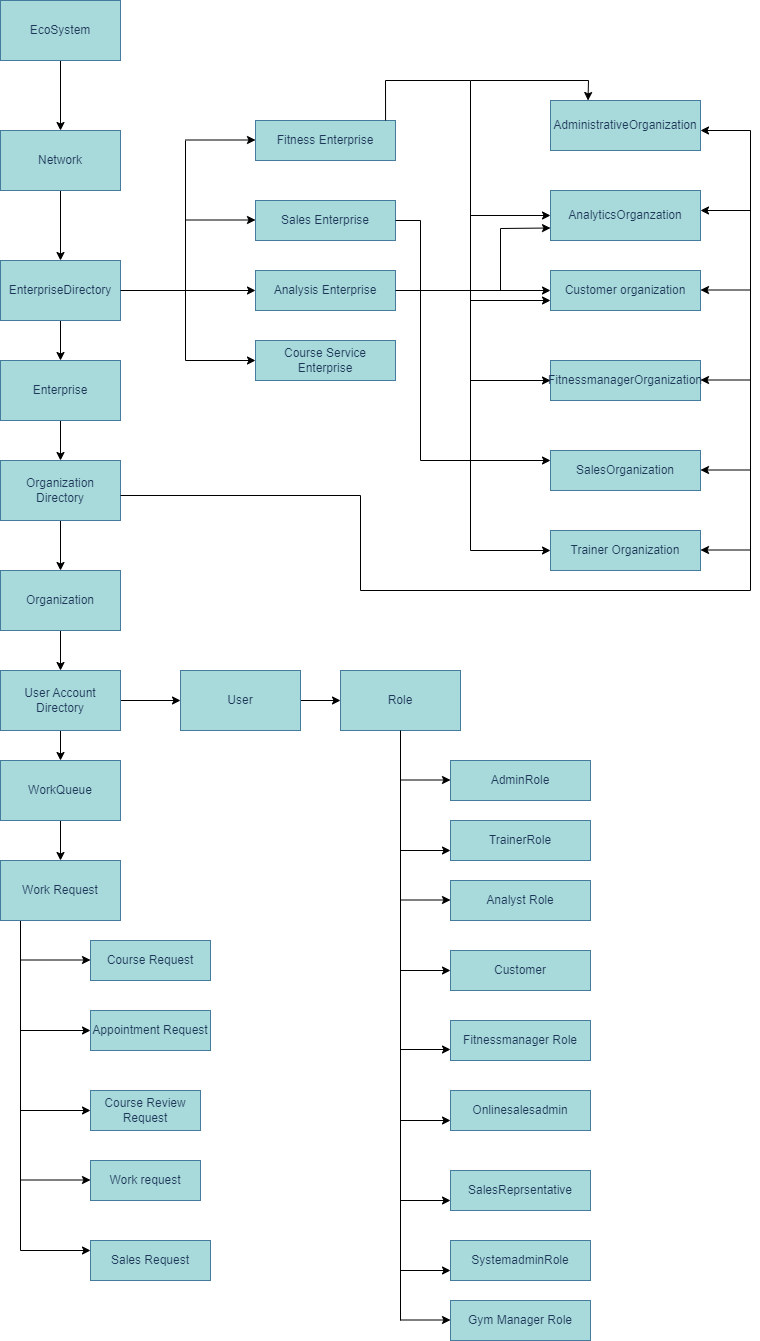 EcoSystem
Network
EnterpriseDirectory
Enterprise
Organization
Directory
Organization
User Account
Directory
WorkQueue
Work Request
Fitness Enterprise
Sales Enterprise
Analysis Enterprise
Course Service
Enterprise
AdministrativeOrganization
AnalyticsOrganzation
Customer organization
FitnessmanagerOrganization
SalesOrganization
Trainer Organization
User
Role
AdminRole
TrainerRole
Analyst Role
Customer
Fitnessmanager Role
Onlinesalesadmin
SalesReprsentative
SystemadminRole
Gym Manager Role
Course Request
Appointment Request
Course Review
Request
Work request
Sales Request